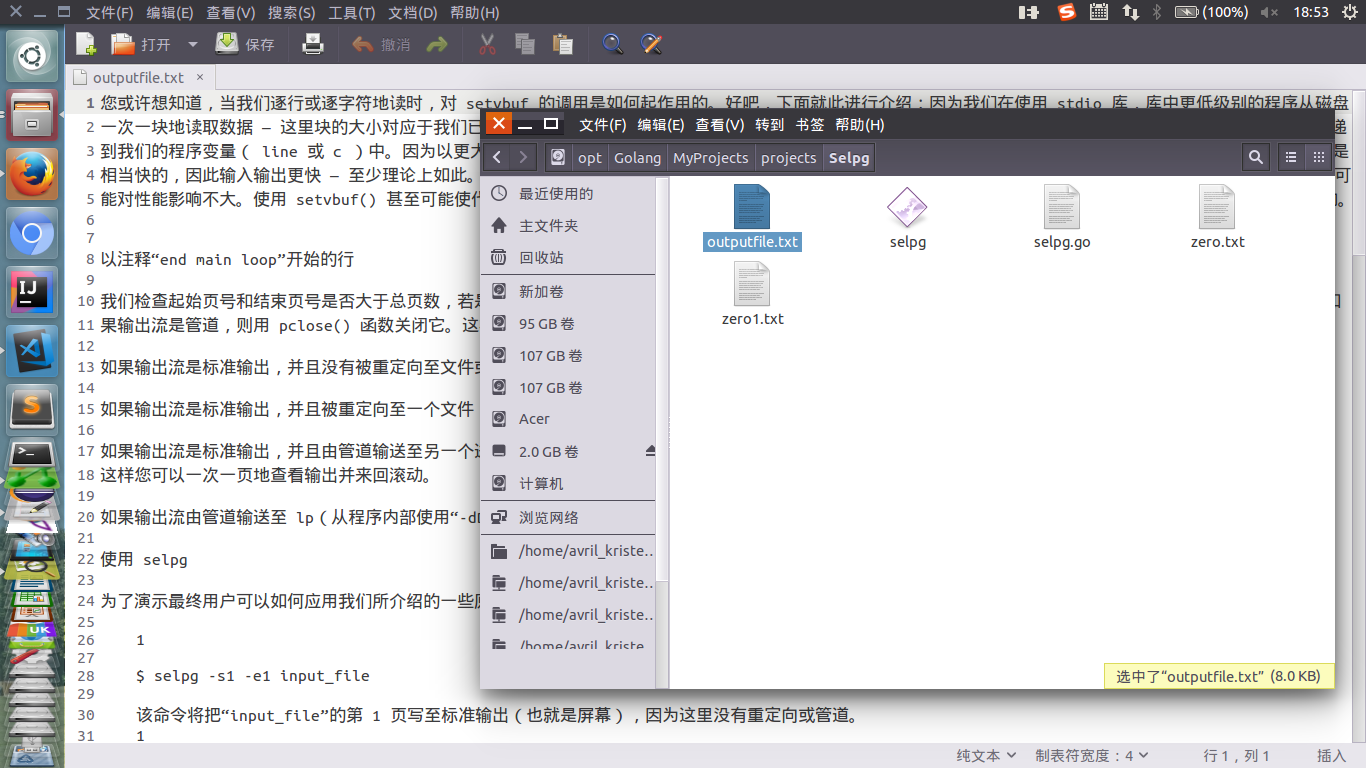 文件(F) 编辑(E) 查看(V) 搜索(S) 工具(T) 文档(D) 帮助(H)
(100%) 18:53
打开 保存 撤消
outputfile.txt ×
1 您或许想知道，当我们逐行或逐字符地读时，对 setvbuf 的调用是如何起作用的。好吧，下面就此进行介绍：因为我们在使用 stdio 库，库中更低级别的程序从磁盘
2 一次一块地读取数据 — 这里块的大小对应于我们已 递
3 到我们的程序变量（ line 或 c ）中。因为以更大 是
4 相当快的，因此输入输出更快 — 至少理论上如此。 可
5 能对性能影响不大。使用 setvbuf() 甚至可能使代
6
7
8 以注释“end main loop”开始的行
9
10 我们检查起始页号和结束页号是否大于总页数，若是 如
11 果输出流是管道，则用 pclose() 函数关闭它。这
12
13 如果输出流是标准输出，并且没有被重定向至文件或
14
15 如果输出流是标准输出，并且被重定向至一个文件
16
17 如果输出流是标准输出，并且由管道输送至另一个
18 这样您可以一次一页地查看输出并来回滚动。
19
20 如果输出流由管道输送至 lp（从程序内部使用“-d
21
22 使用 selpg
23
24 为了演示最终用户可以如何应用我们所介绍的一些
25
26 1
27
28 $ selpg -s1 -e1 input_file
29
30 该命令将把“input_file”的第 1 页写至标准输出（也就是屏幕），因为这里没有重定向或管道。
31 1
文件(F) 编辑(E) 查看(V) 转到 书签 帮助(H)
opt Golang MyProjects projects Selpg
最近使用的
主文件夹
回收站
新加卷
95 GB 卷
107 GB 卷
107 GB 卷
Acer
2.0 GB 卷
计算机
浏览网络
/home/avril_kriste…
/home/avril_kriste…
/home/avril_kriste…
/home/avril_kriste
outputfile.txt selpg selpg.go zero.txt
zero1.txt
选中了“outputfile.txt” (8.0 KB)
纯文本 制表符宽度：4 行 1，列 1 插入